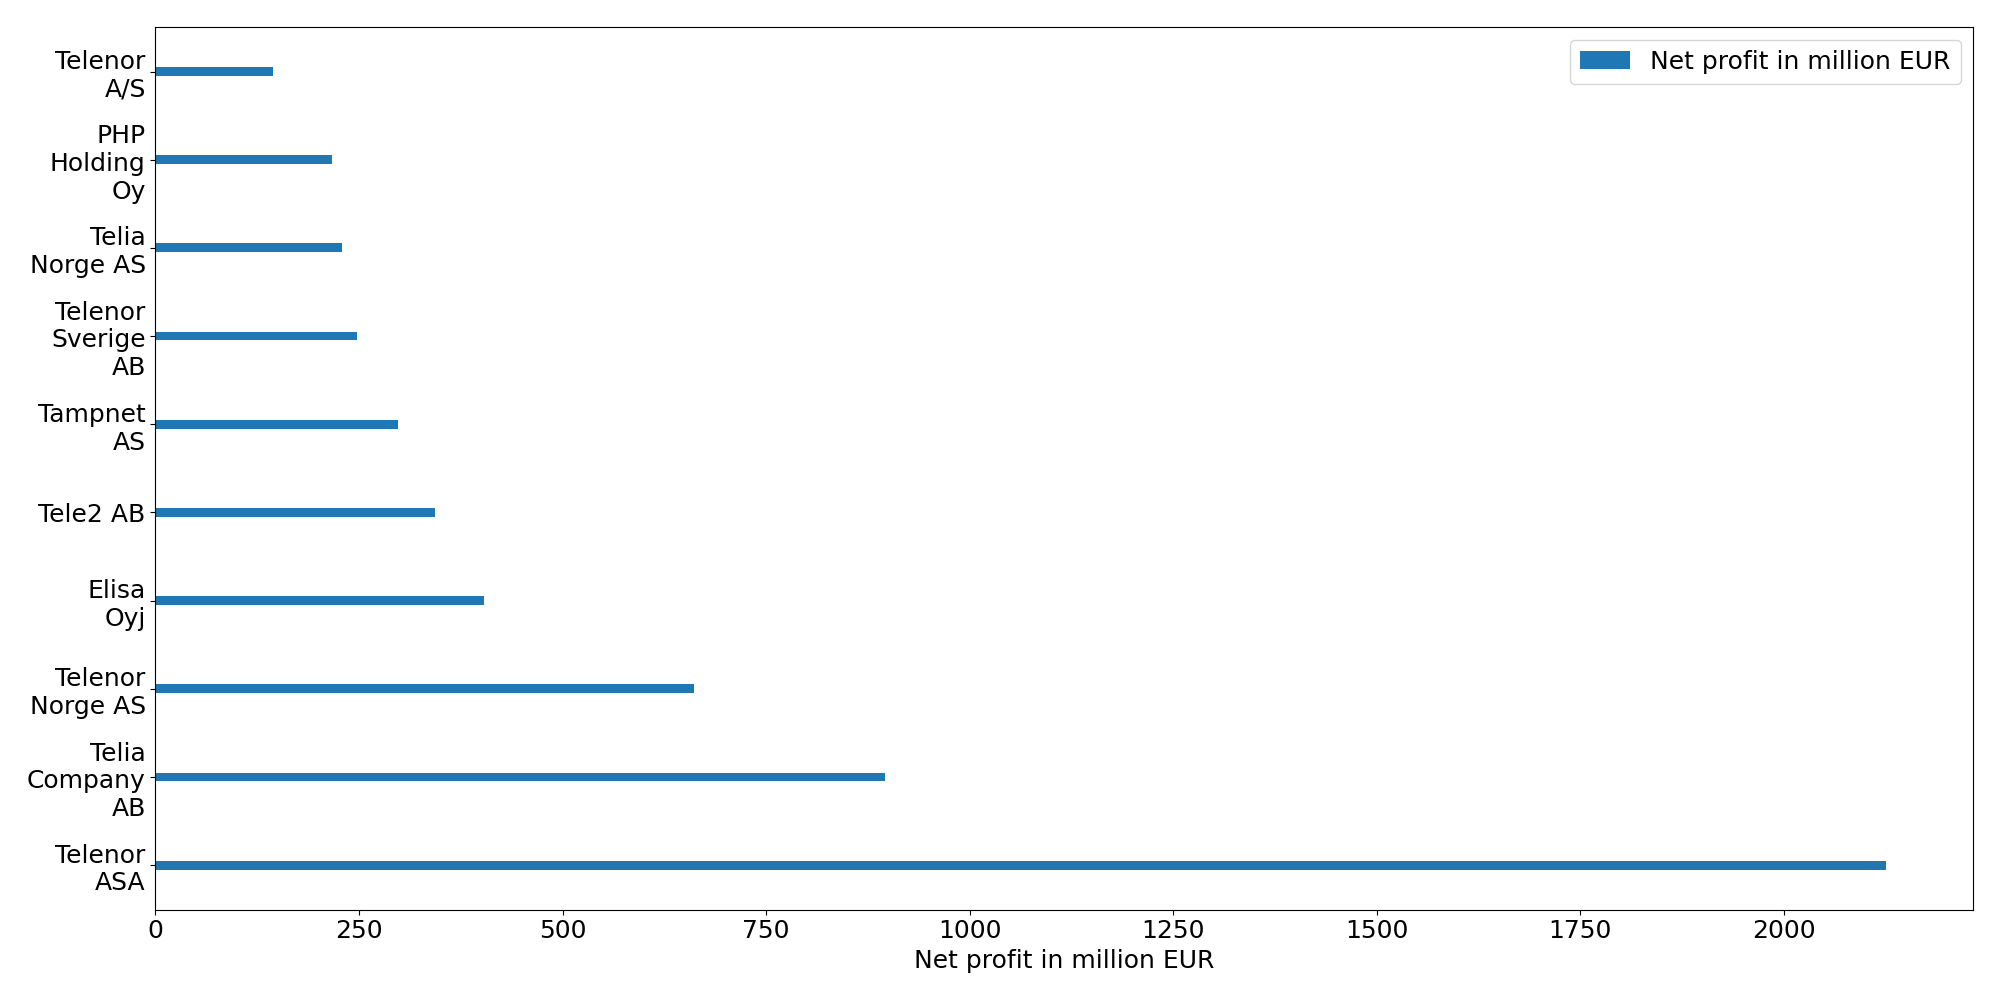 Telenor
A/S
PHP
Holding
Oy
Telia
Norge AS
Telenor
Sverige
AB
Tampnet
AS
Tele2 AB
Elisa
Oyj
Telenor
Norge AS
Telia
Company
AB
Telenor
ASA
Net profit in million EUR
0 250 500 750 1000 1250 1500 1750 2000
Net profit in million EUR